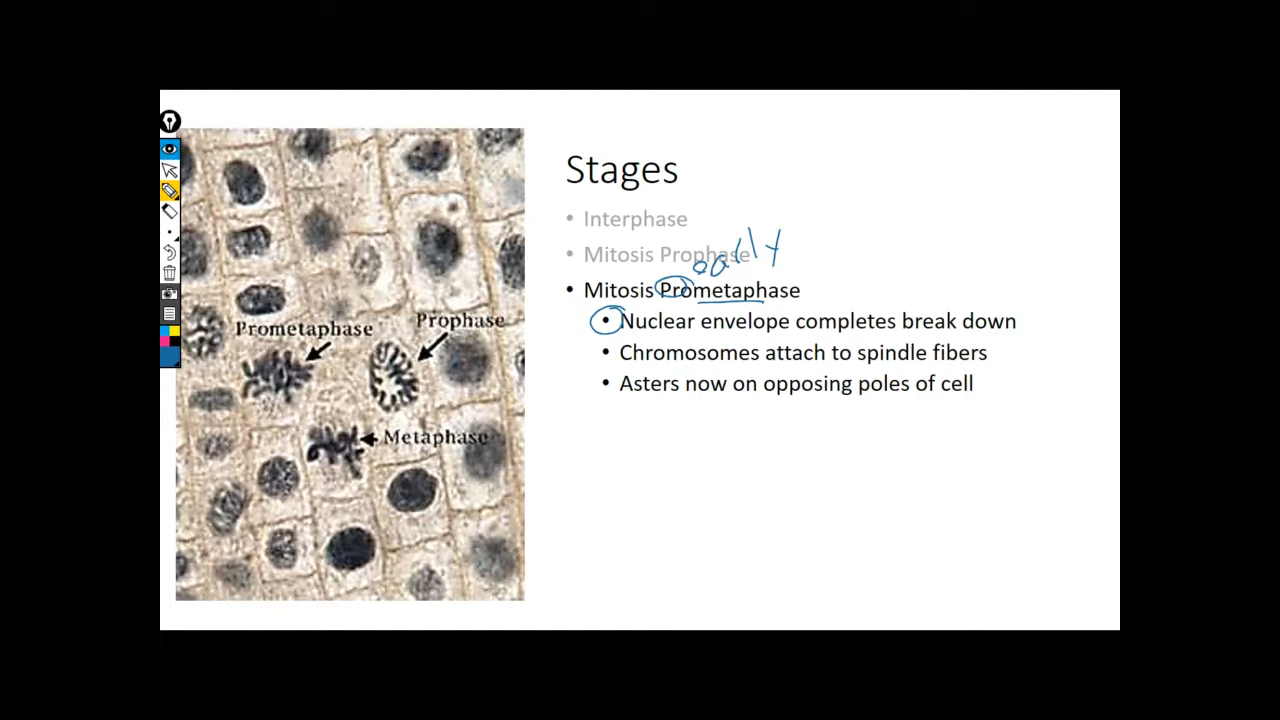 Stages
• Interphase
• Mitosis Prophase
eally
• Mitosis Prometaphase
• Nuclear envelope completes break down
• Chromosomes attach to spindle fibers
• Asters now on opposing poles of cell
Prometaphase
Prophase
Metaphase